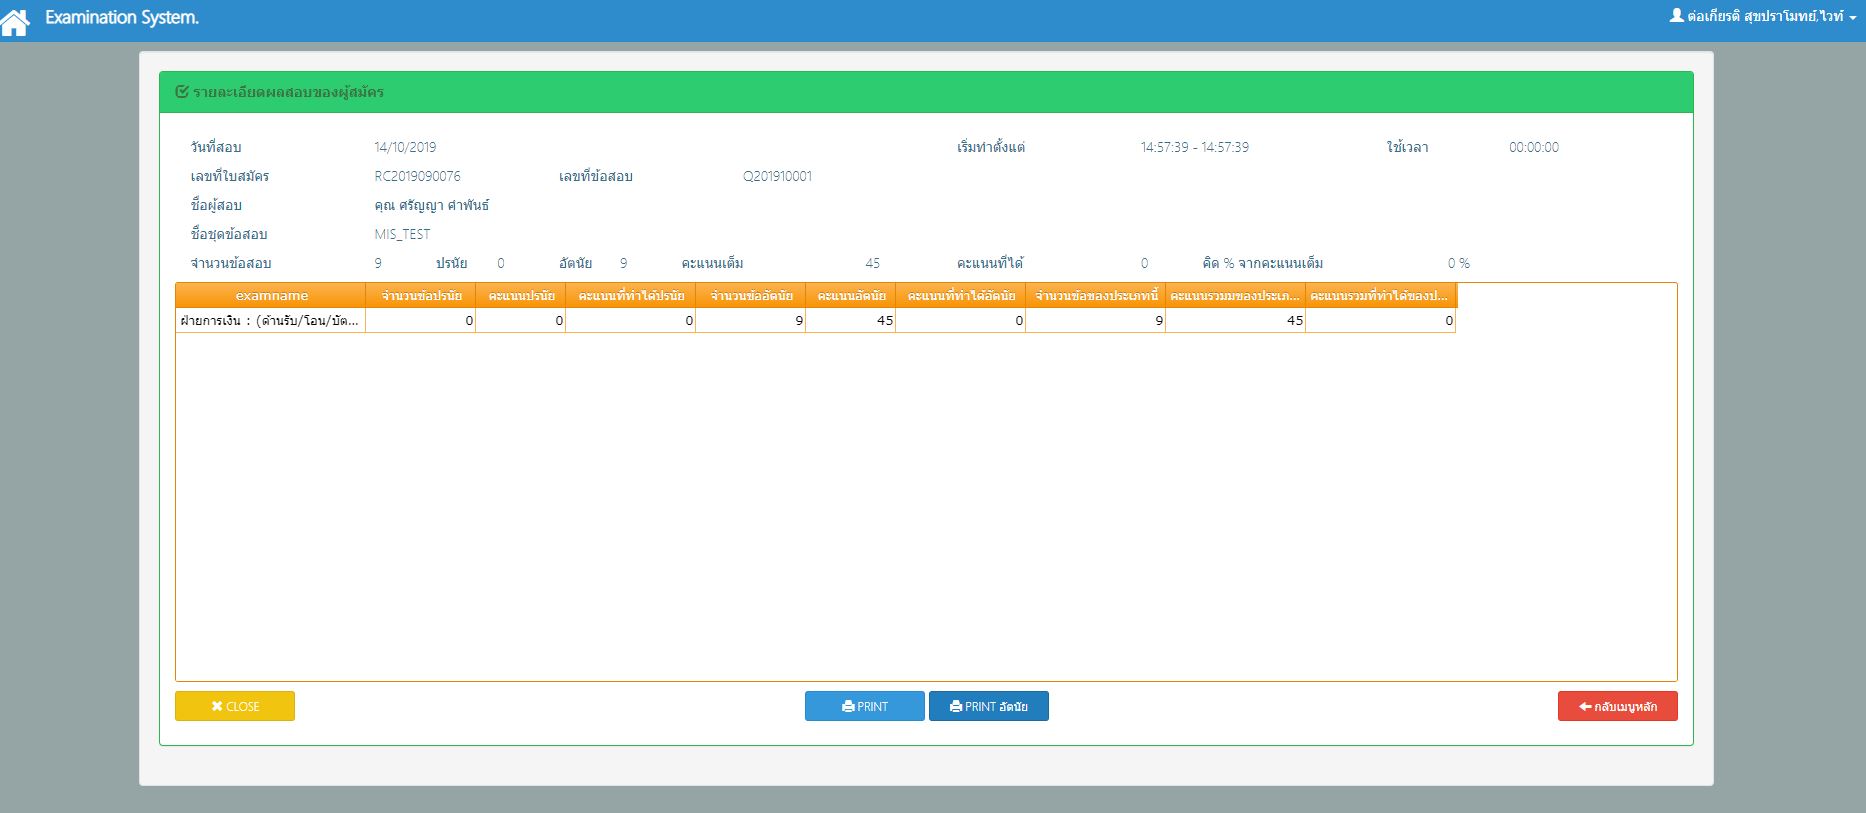 Examination System.
ต่อเกียรติ สุขปราโมทย์,ไวท์
รายละเอียดผลสอบของผู้สมัคร
วันที่สอบ 14/10/2019 เริ่มทำตั้งแต่ 14:57:39 - 14:57:39 ใช้เวลา 00:00:00
เลขที่ใบสมัคร RC2019090076 เลขที่ข้อสอบ Q201910001
ชื่อผู้สอบ คุณ ศรัญญา คำพันธ์
ชื่อชุดข้อสอบ MIS_TEST
จำนวนข้อสอบ 9 ปรนัย 0 อัตนัย 9 คะแนนเต็ม 45 คะแนนที่ได้ 0 คิด % จากคะแนนเต็ม 0 %
examname จำนวนข้อปรนัย คะแนนปรนัย คะแนนที่ทำได้ปรนัย จำนวนข้ออัตนัย คะแนนอัตนัย คะแนนที่ทำได้อัตนัย จำนวนข้อของประเภทนี้ คะแนนรวมมของประเภ... คะแนนรวมที่ทำได้ของป...
ฝ่ายการเงิน : (ด้านรับ/โอน/บัต... 0 0 0 9 45 0 9 45 0
CLOSE PRINT PRINT อัตนัย กลับเมนูหลัก